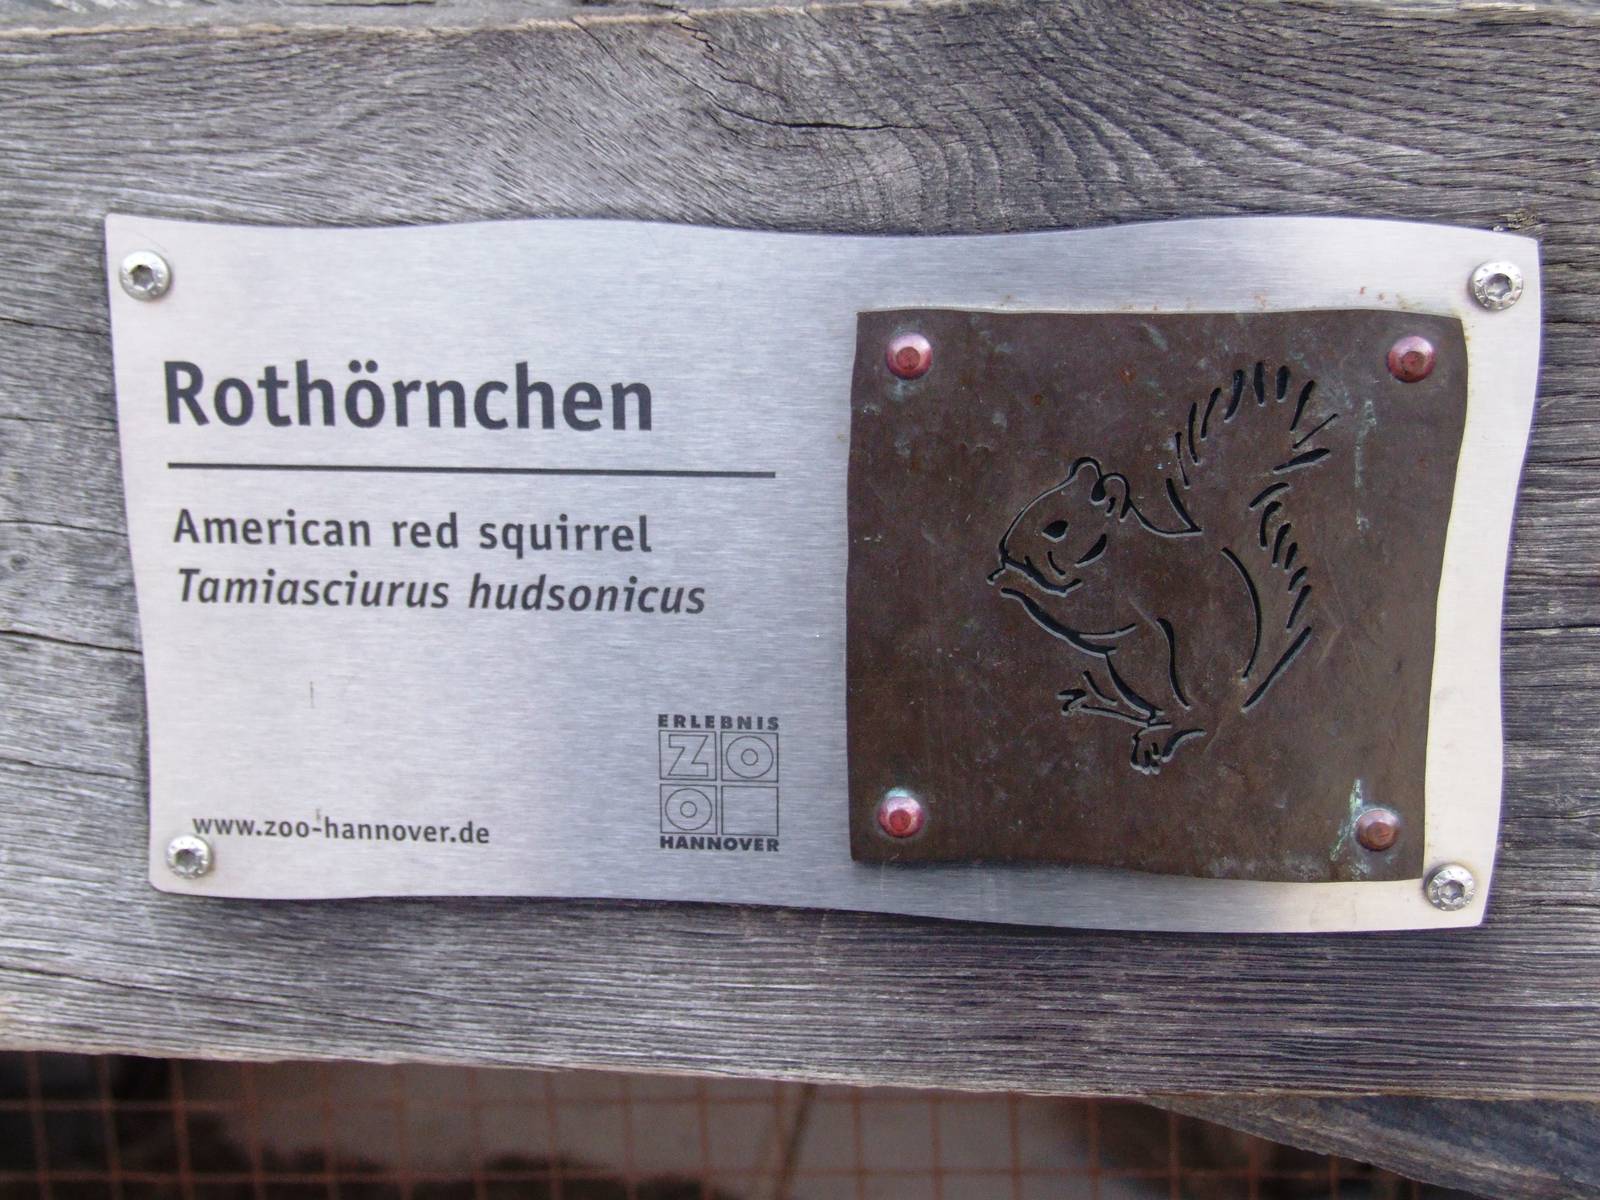 Rothörnchen
American red squirrel
Tamiasciurus hudsonicus
www.zoo-hannover.de
ERLEBNIS
ZO
O
HANNOVER